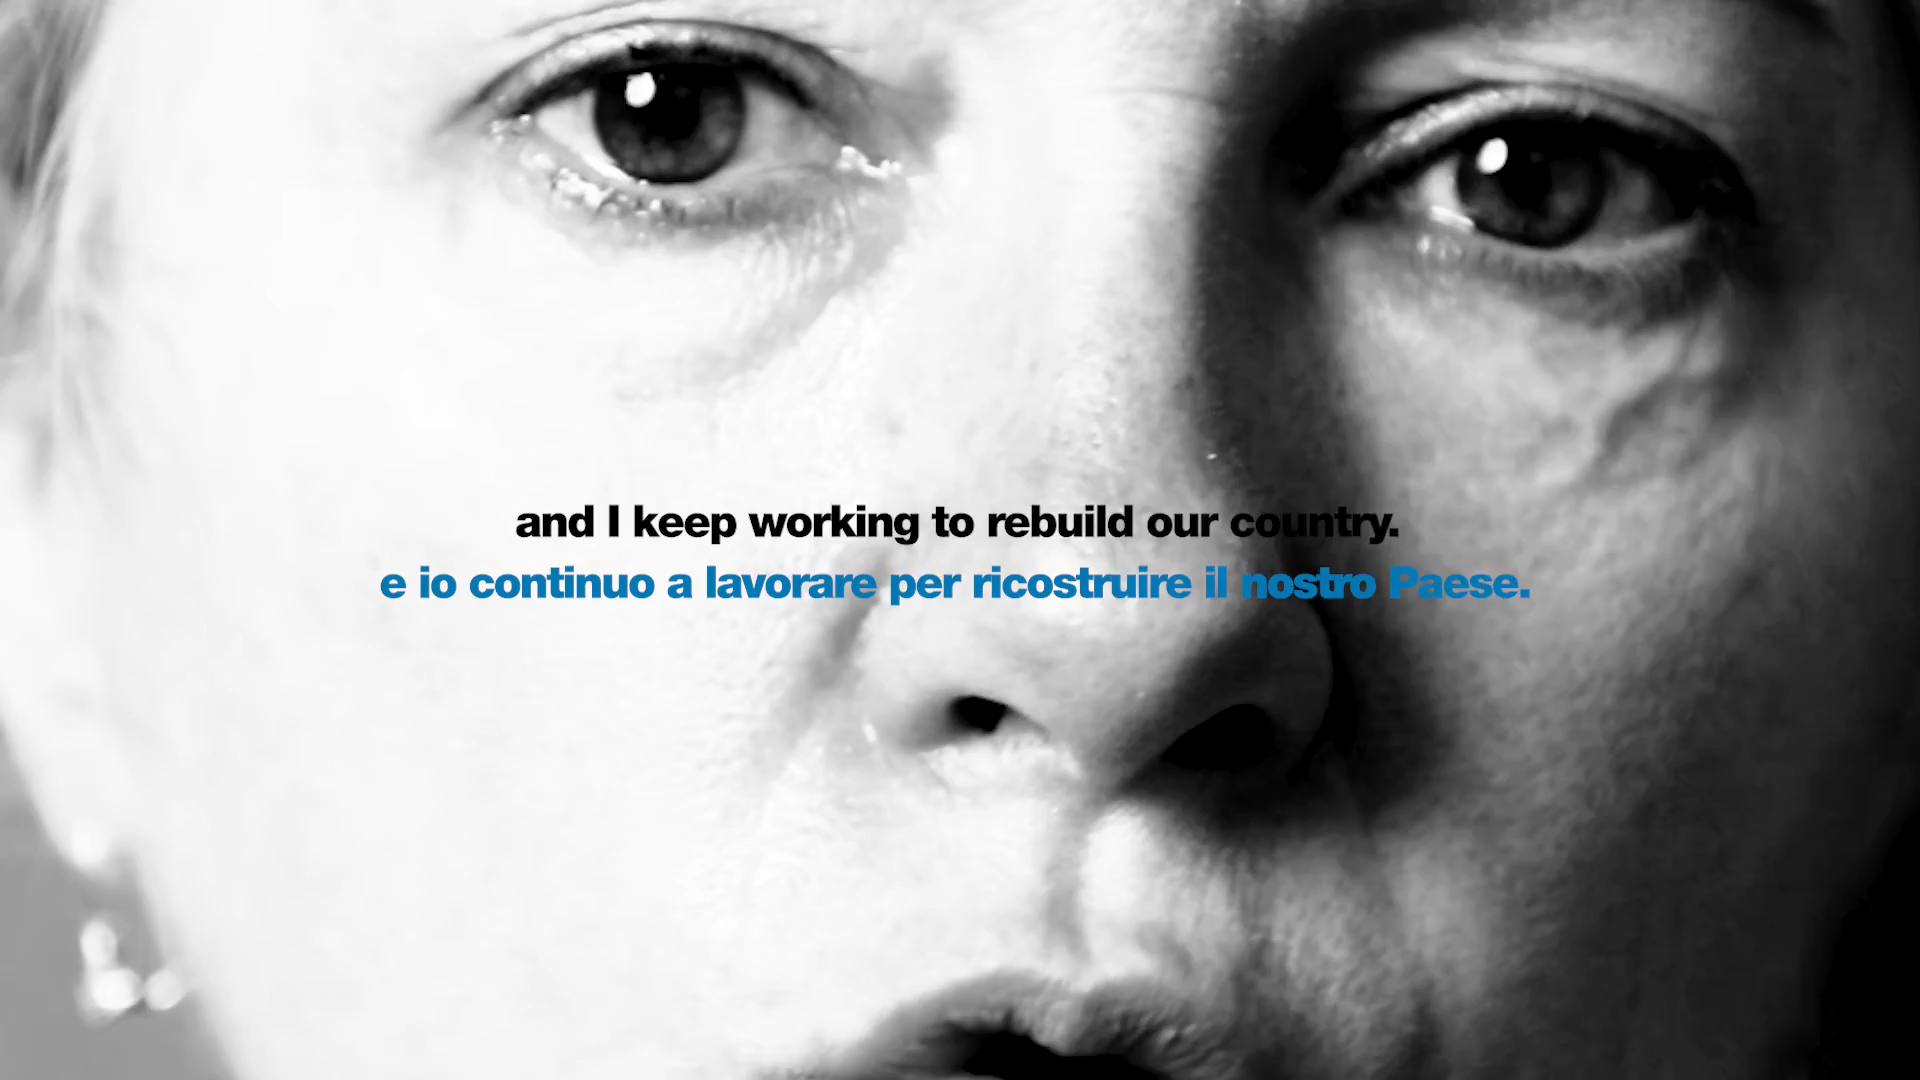 and I keep working to rebuild our country.
e io continuo a lavorare per ricostruire il nostro Paese.